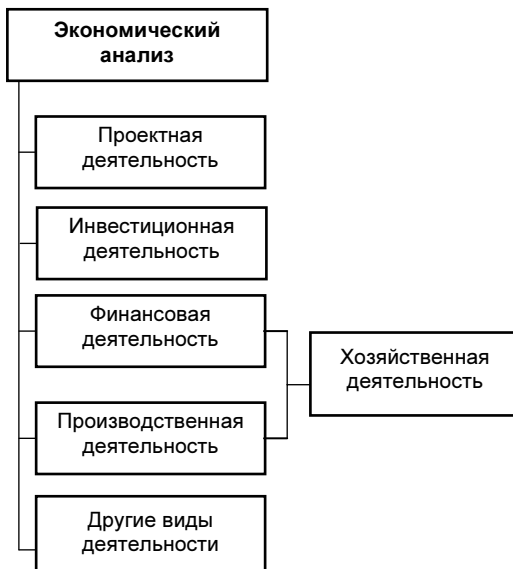 Экономический
анализ
Проектная
деятельность
Инвестиционная
деятельность
Финансовая
деятельность
Хозяйственная
деятельность
Производственная
деятельность
Другие виды
деятельности